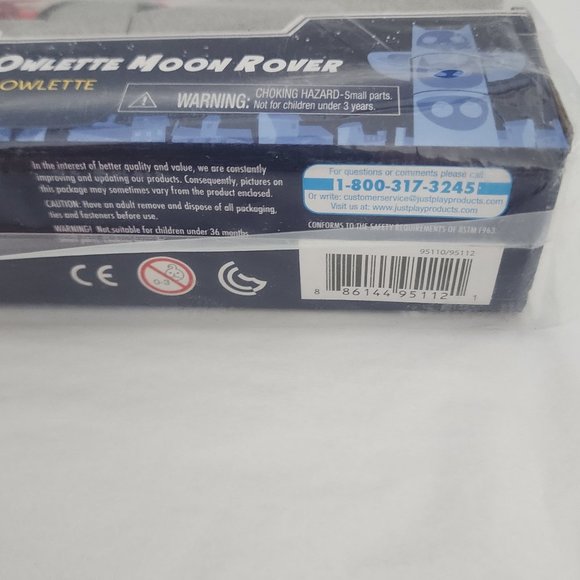 OWLETTE MOON ROVER
OWLETTE
WARNING: CHOKING HAZARD-Small parts.
Not for children under 3 years.
In the interest of better quality and value, we are constantly
improving and updating our products. Consequently, pictures on
this package may sometimes vary from the product enclosed.
CAUTION: Have an adult remove and dispose of all packaging,
ties and fasteners before use.
WARNING! Not suitable for children under 36 months
For questions or comments please call
1-800-317-3245
Or write: customerservice@justplayproducts.com
Visit us at: www.justplayproducts.com
CONFORMS TO THE SAFETY REQUIREMENTS OF ASTM F963
CE
0-3
95110/95112
8 86144 95112 1